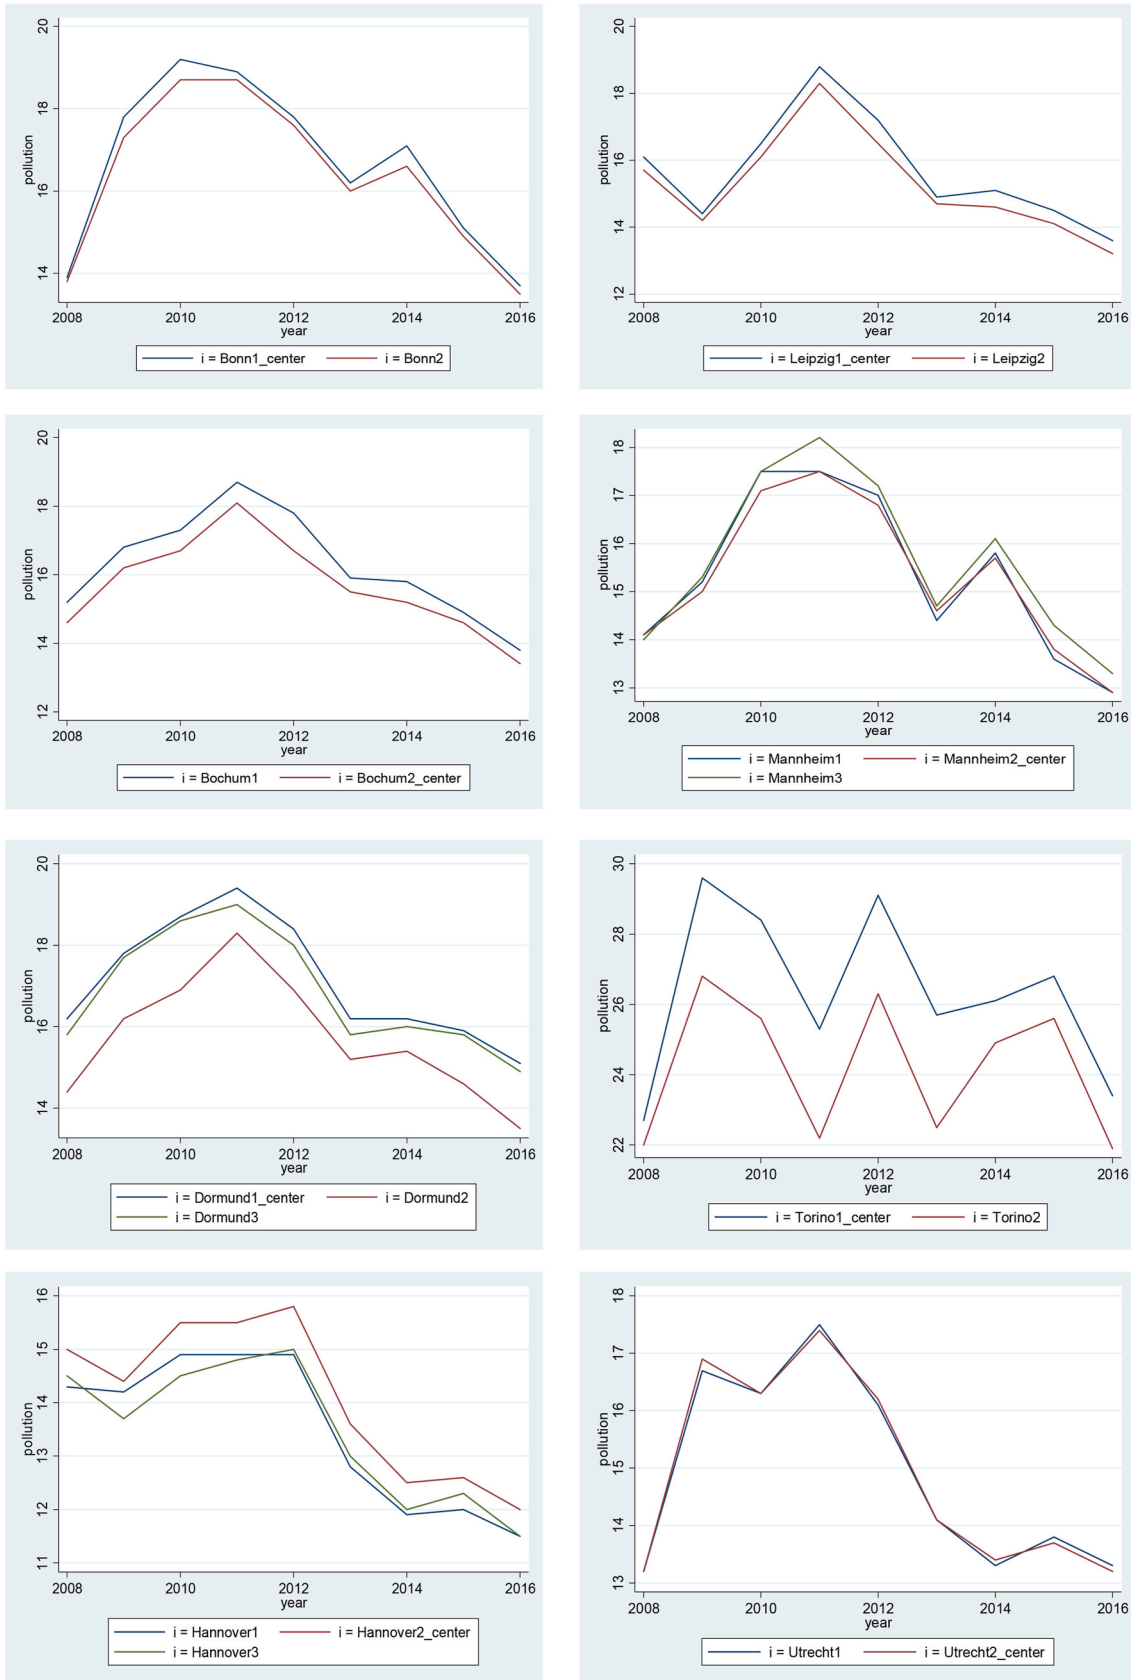 20
18
16
14
pollution
2008 2010 2012 2014 2016
year
i = Bonn1_center i = Bonn2
20
18
16
14
12
pollution
2008 2010 2012 2014 2016
year
i = Leipzig1_center i = Leipzig2
20
18
16
14
12
pollution
2008 2010 2012 2014 2016
year
i = Bochum1 i = Bochum2_center
18
17
16
15
14
13
pollution
2008 2010 2012 2014 2016
year
i = Mannheim1 i = Mannheim2_center
i = Mannheim3
20
18
16
14
pollution
2008 2010 2012 2014 2016
year
i = Dormund1_center i = Dormund2
i = Dormund3
30
28
26
24
22
pollution
2008 2010 2012 2014 2016
year
i = Torino1_center i = Torino2
16
15
14
13
12
11
pollution
2008 2010 2012 2014 2016
year
i = Hannover1 i = Hannover2_center
i = Hannover3
18
17
16
15
14
13
pollution
2008 2010 2012 2014 2016
year
i = Utrecht1 i = Utrecht2_center